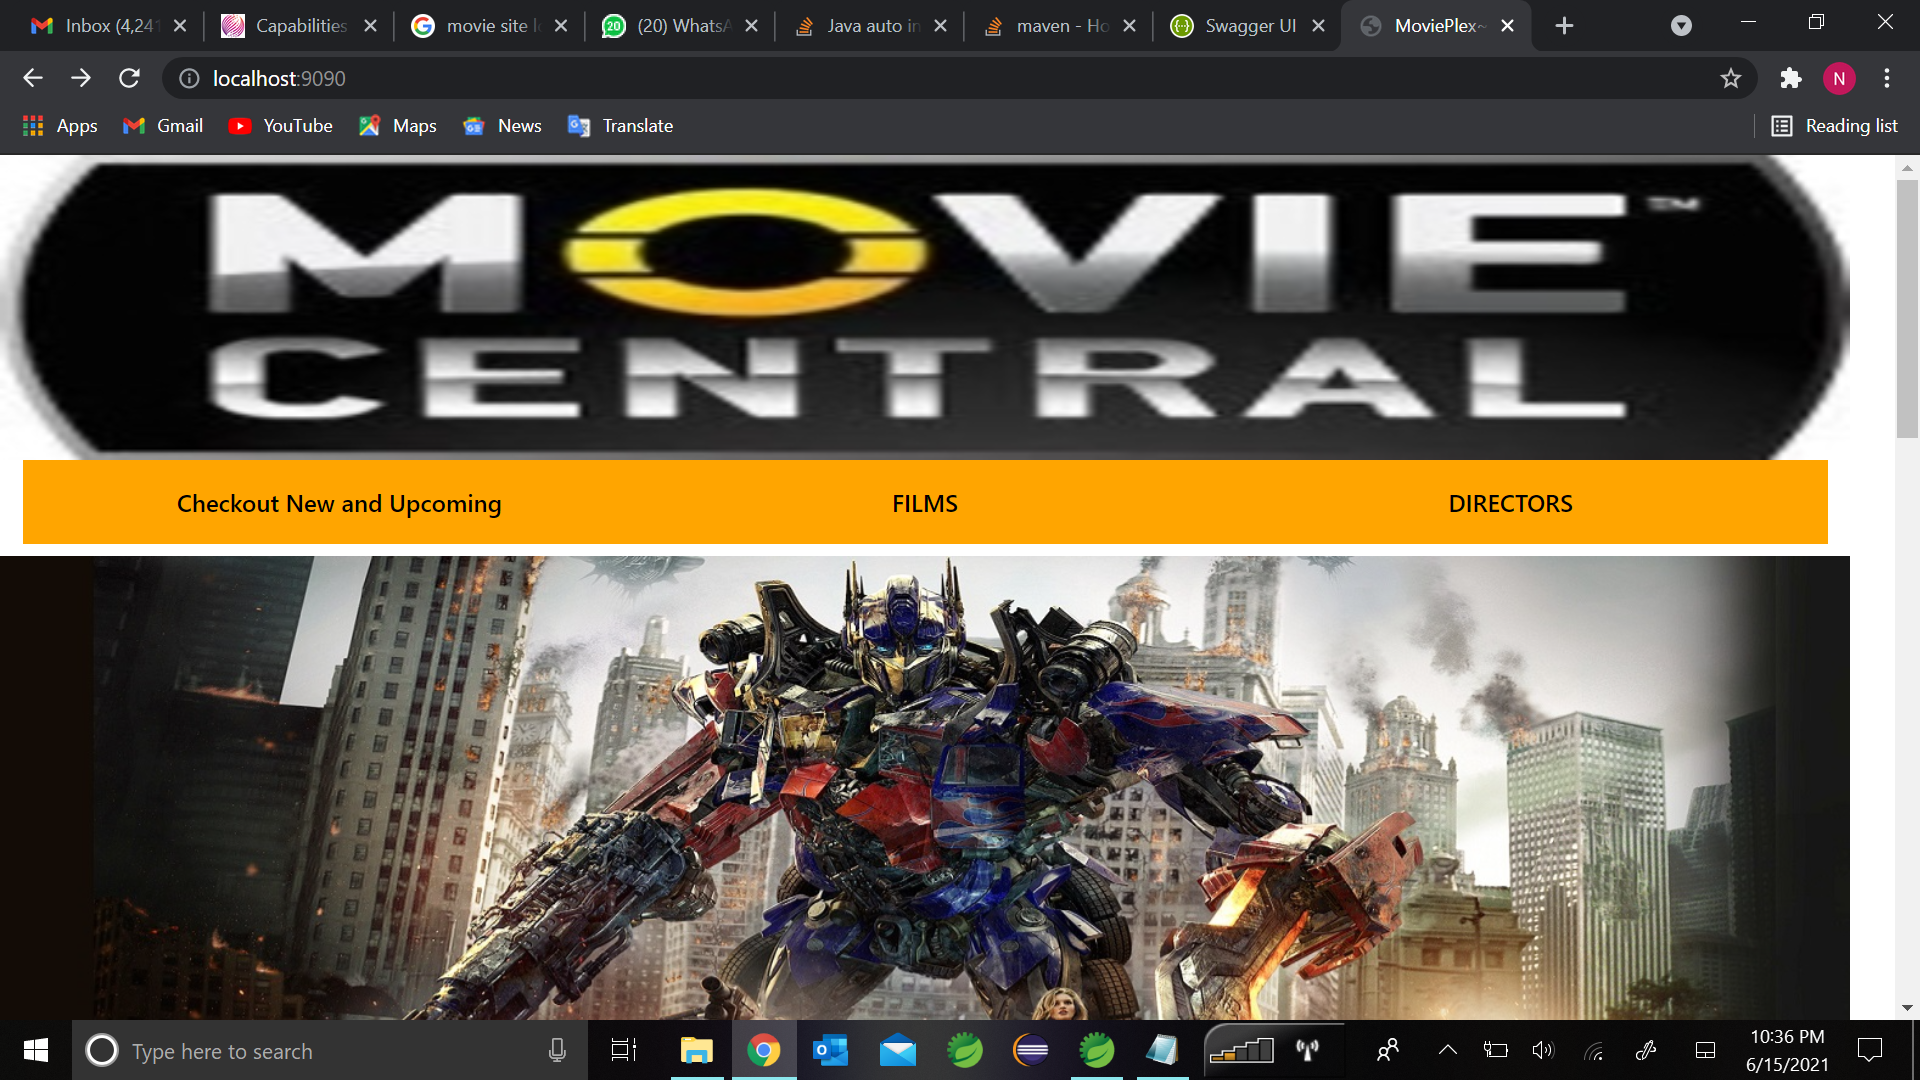 Inbox (4,241
Capabilities
movie site l
(20) WhatsA
Java auto in
maven - Ho
Swagger UI
MoviePlex~
localhost:9090
N
Apps
Gmail
YouTube
Maps
News
Translate
Reading list
MOVIE™
CENTRAL
Checkout New and Upcoming
FILMS
DIRECTORS
Type here to search
10:36 PM
6/15/2021